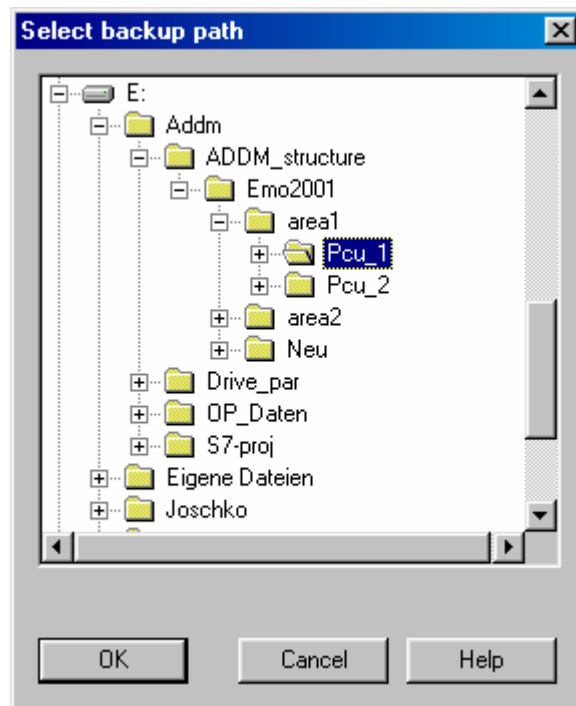 Select backup path
E:
Addm
ADDM_structure
Emo2001
area1
Pcu_1
Pcu_2
area2
Neu
Drive_par
OP_Daten
S7-proj
Eigene Dateien
Joschko
OK Cancel Help